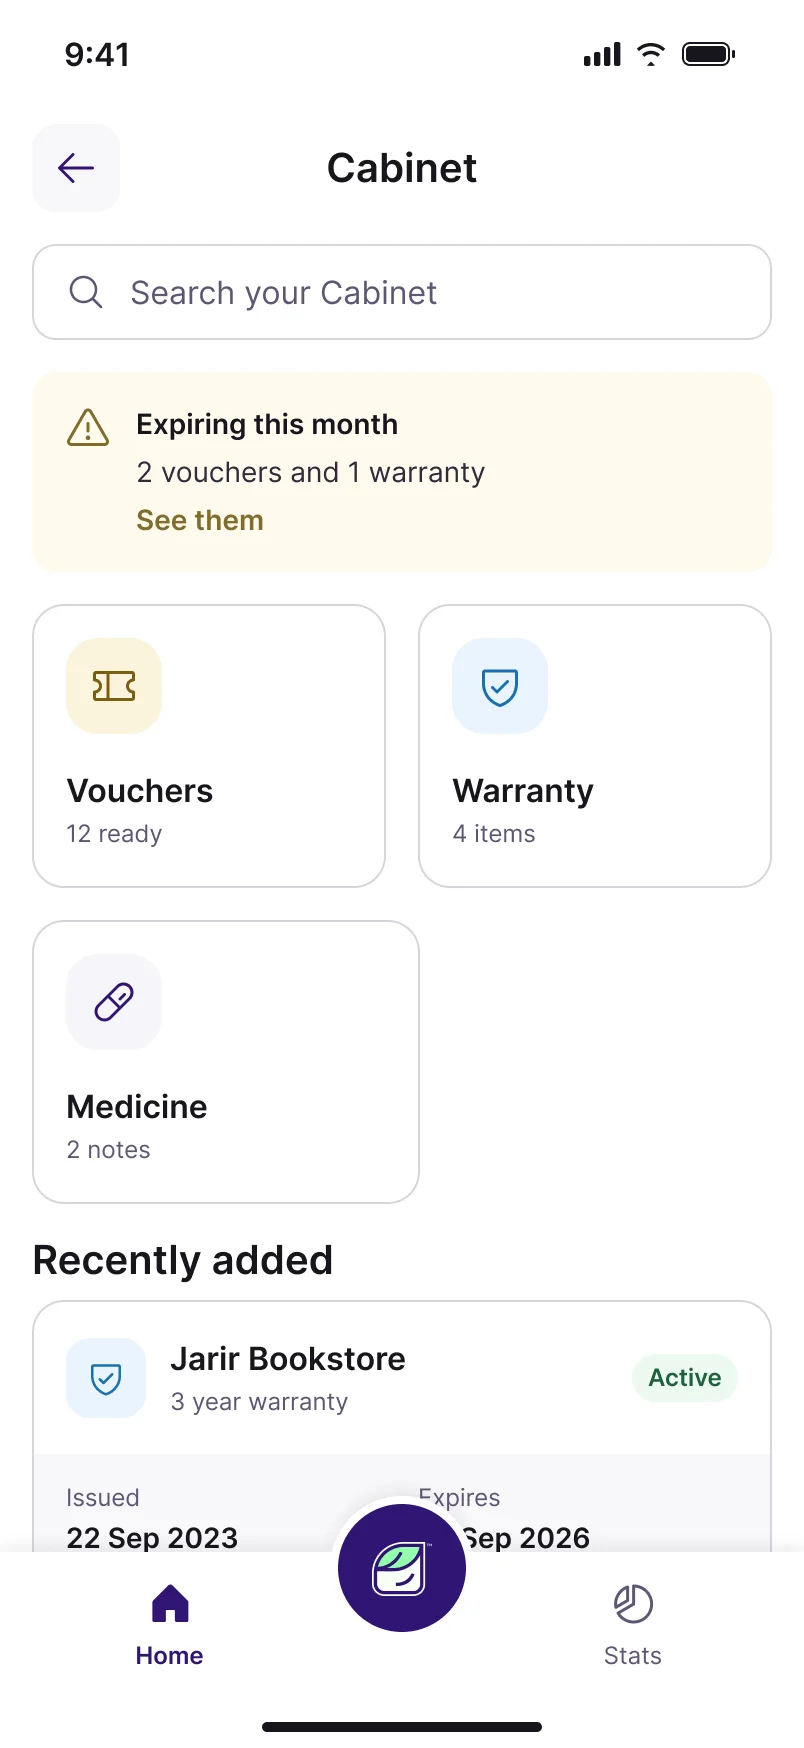 9:41
Cabinet
Search your Cabinet
Expiring this month
2 vouchers and 1 warranty
See them
Vouchers
12 ready
Warranty
4 items
Medicine
2 notes
Recently added
Jarir Bookstore
3 year warranty
Active
Issued
Expires
22 Sep 2023
Sep 2026
Home
Stats